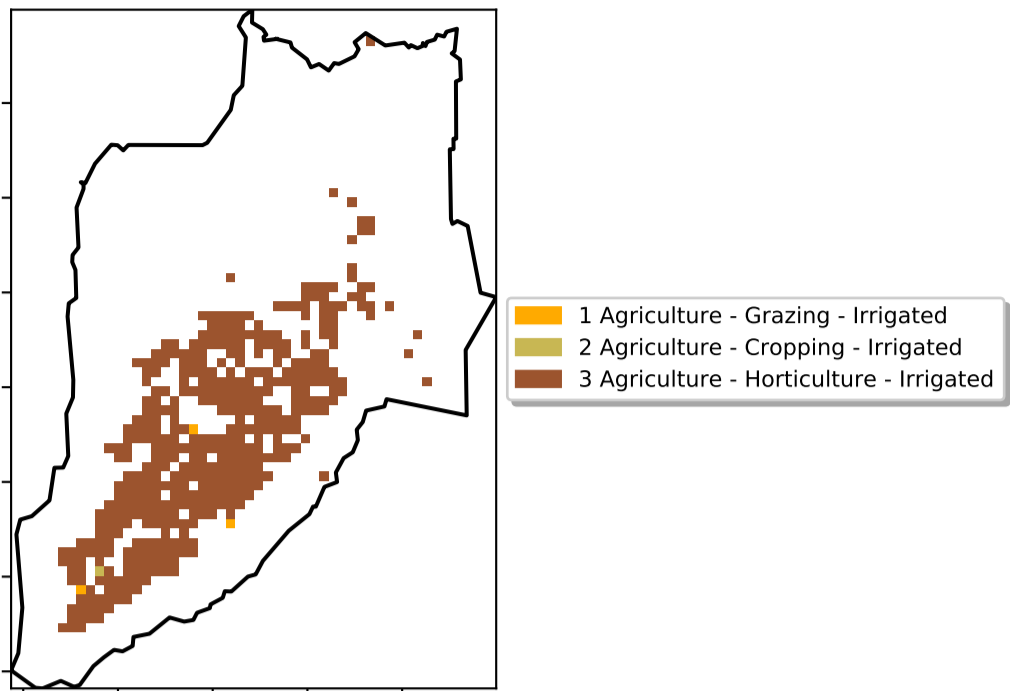 1 Agriculture - Grazing - Irrigated
2 Agriculture - Cropping - Irrigated
3 Agriculture - Horticulture - Irrigated